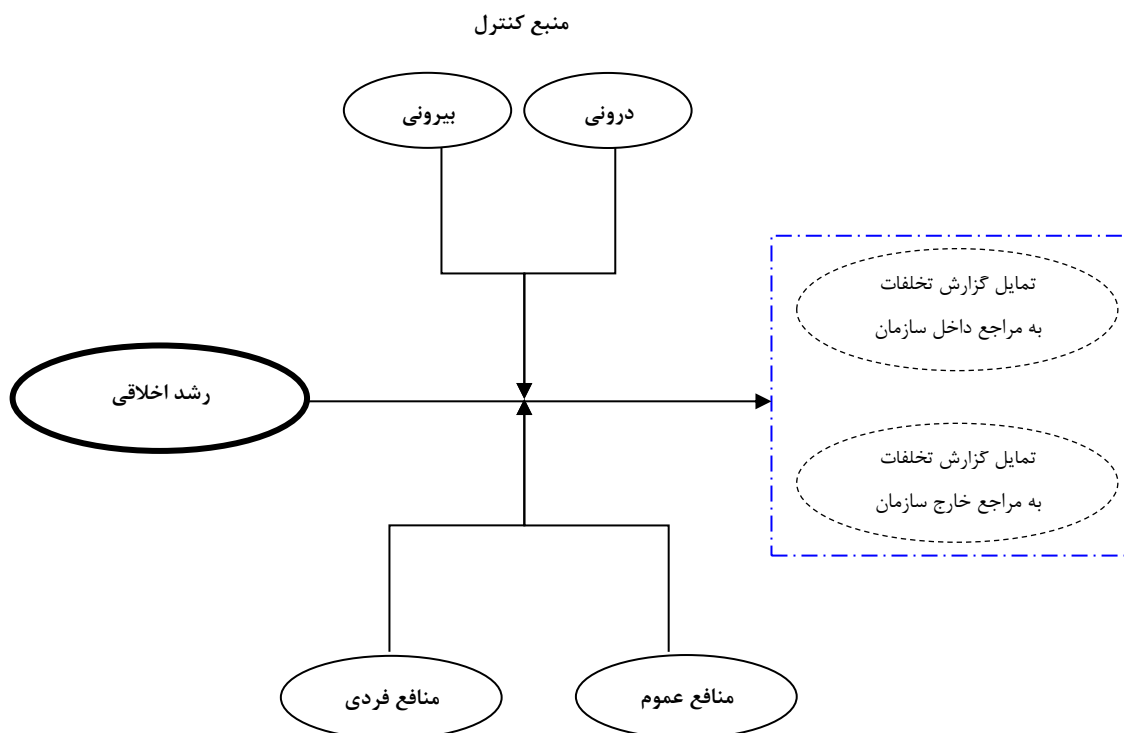 منبع کنترل
درونی
بیرونی
تمایل گزارش تخلفات
به مراجع داخل سازمان
رشد اخلاقی
تمایل گزارش تخلفات
به مراجع خارج سازمان
منافع عموم
منافع فردی